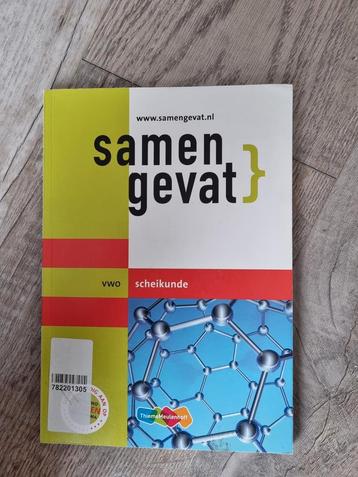 www.samengevat.nl
samen
gevat}
vwo scheikunde
782201305
ThiemeMeulenhoff